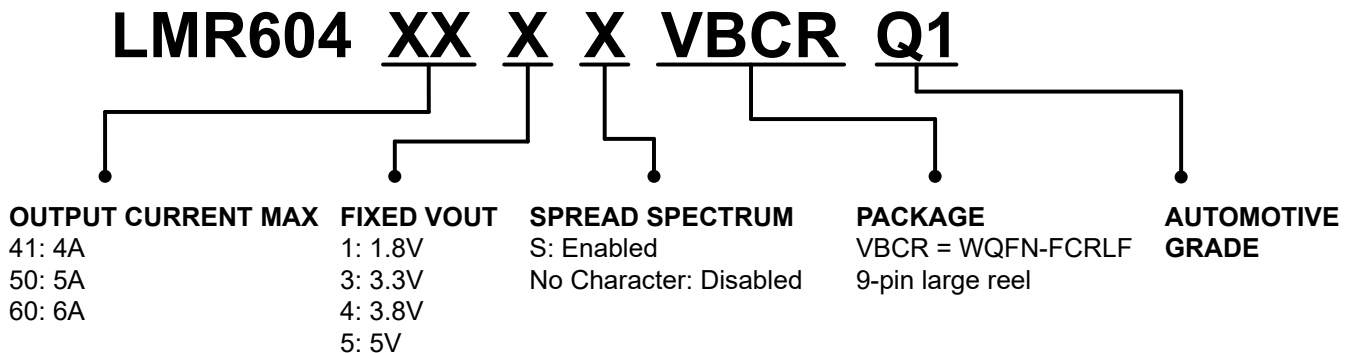 LMR604 XX X X VBCR Q1
OUTPUT CURRENT MAX
41: 4A
50: 5A
60: 6A
FIXED VOUT
1: 1.8V
3: 3.3V
4: 3.8V
5: 5V
SPREAD SPECTRUM
S: Enabled
No Character: Disabled
PACKAGE
VBCR = WQFN-FCRLF
9-pin large reel
AUTOMOTIVE
GRADE